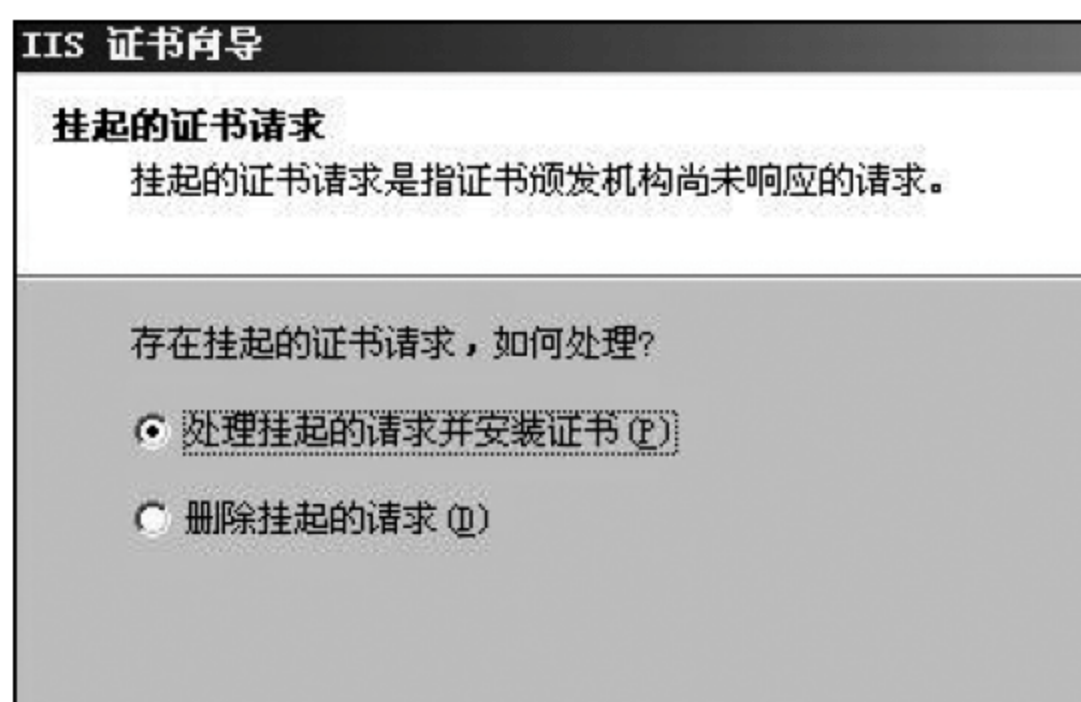 IIS 证书向导
挂起的证书请求
挂起的证书请求是指证书颁发机构尚未响应的请求。
存在挂起的证书请求，如何处理?
处理挂起的请求并安装证书(P)
删除挂起的请求(D)